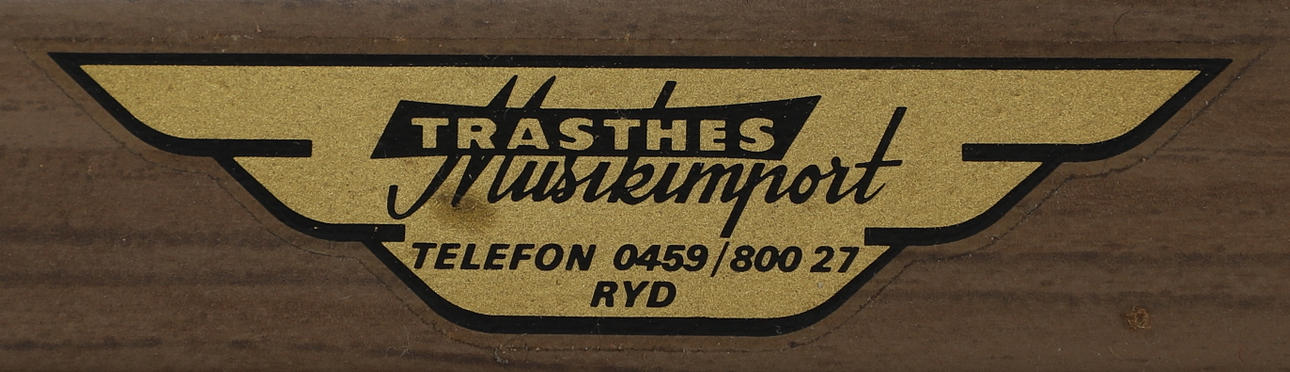 TRASTHES
Musikimport
TELEFON 0459/800 27
RYD